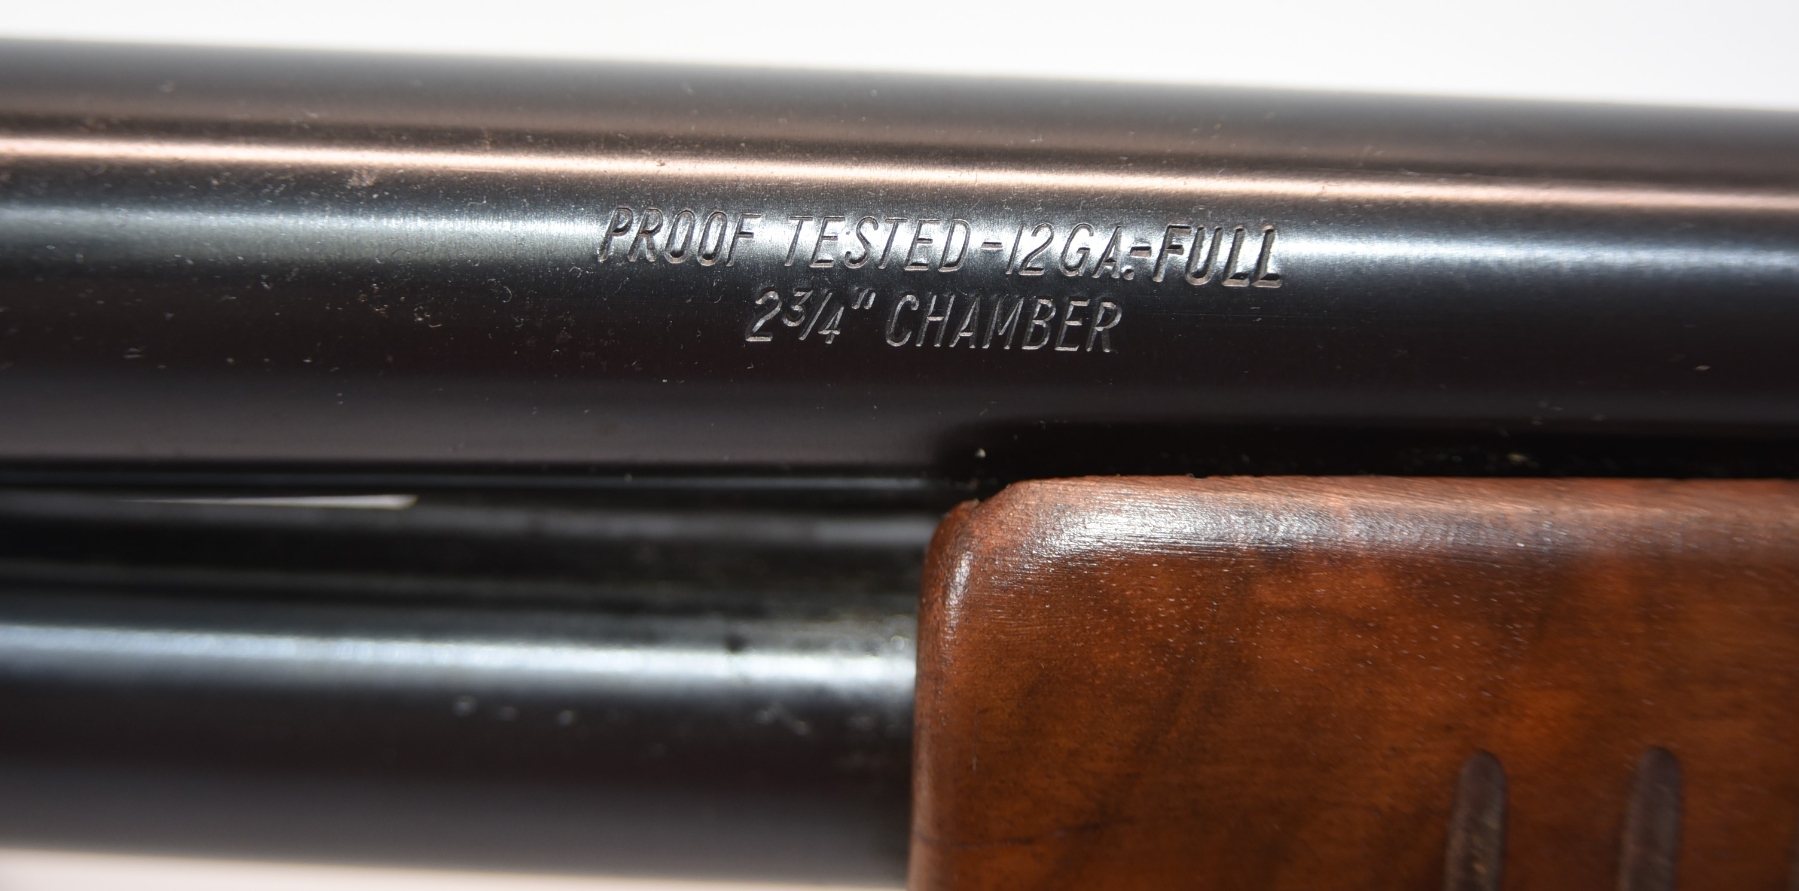 PROOF TESTED-12GA.-FULL
2¾" CHAMBER